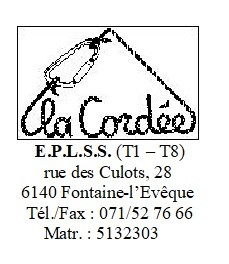 la Cordée
E.P.L.S.S. (T1 – T8)
rue des Culots, 28
6140 Fontaine-l’Evêque
Tél./Fax : 071/52 76 66
Matr. : 5132303